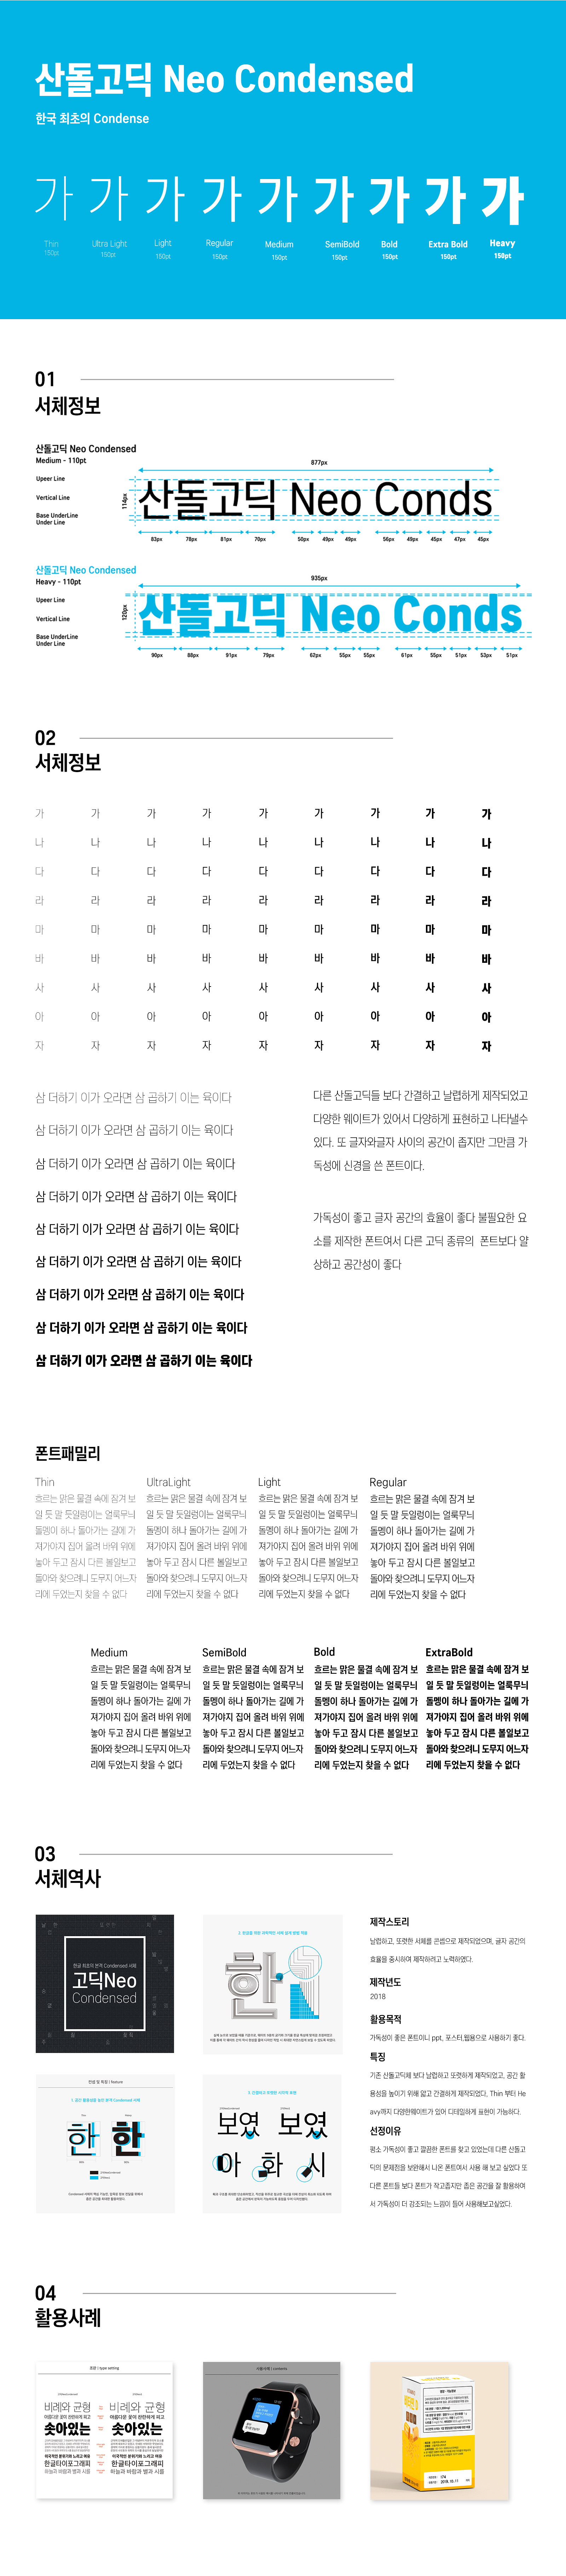 산돌고딕 Neo Condensed
한국 최초의 Condense
가 가 가 가 가 가 가 가 가
Thin Ultra Light Light Regular Medium SemiBold Bold Extra Bold Heavy
150pt 150pt 150pt 150pt 150pt 150pt 150pt 150pt 150pt
01
서체정보
산돌고딕 Neo Condensed
Medium - 110pt
877px
Upeer Line
Vertical Line
Base UnderLine
Under Line
114px
산돌고딕 Neo Conds
83px 78px 81px 70px 50px 49px 49px 56px 49px 45px 47px 45px
산돌고딕 Neo Condensed
Heavy - 110pt
935px
Upeer Line
Vertical Line
Base UnderLine
Under Line
120px
산돌고딕 Neo Conds
90px 88px 91px 79px 62px 55px 55px 61px 55px 51px 53px 51px
02
서체정보
가 가 가 가 가 가 가 가 가
나 나 나 나 나 나 나 나 나
다 다 다 다 다 다 다 다 다
라 라 라 라 라 라 라 라 라
마 마 마 마 마 마 마 마 마
바 바 바 바 바 바 바 바 바
사 사 사 사 사 사 사 사 사
아 아 아 아 아 아 아 아 아
자 자 자 자 자 자 자 자 자
삼 더하기 이가 오라면 삼 곱하기 이는 육이다
삼 더하기 이가 오라면 삼 곱하기 이는 육이다
삼 더하기 이가 오라면 삼 곱하기 이는 육이다
삼 더하기 이가 오라면 삼 곱하기 이는 육이다
삼 더하기 이가 오라면 삼 곱하기 이는 육이다
삼 더하기 이가 오라면 삼 곱하기 이는 육이다
삼 더하기 이가 오라면 삼 곱하기 이는 육이다
삼 더하기 이가 오라면 삼 곱하기 이는 육이다
삼 더하기 이가 오라면 삼 곱하기 이는 육이다
다른 산돌고딕들 보다 간결하고 날렵하게 제작되었고
다양한 웨이트가 있어서 다양하게 표현하고 나타낼수
있다. 또 글자와글자 사이의 공간이 좁지만 그만큼 가
독성에 신경을 쓴 폰트이다.
가독성이 좋고 글자 공간의 효율이 좋다 불필요한 요
소를 제작한 폰트여서 다른 고딕 종류의 폰트보다 얄
상하고 공간성이 좋다
폰트패밀리
Thin
흐르는 맑은 물결 속에 잠겨 보
일 듯 말 듯일렁이는 얼룩무늬
돌멩이 하나 돌아가는 길에 가
져가야지 집어 올려 바위 위에
놓아 두고 잠시 다른 볼일보고
돌아와 찾으려니 도무지 어느자
리에 두었는지 찾을 수 없다
UltraLight
흐르는 맑은 물결 속에 잠겨 보
일 듯 말 듯일렁이는 얼룩무늬
돌멩이 하나 돌아가는 길에 가
져가야지 집어 올려 바위 위에
놓아 두고 잠시 다른 볼일보고
돌아와 찾으려니 도무지 어느자
리에 두었는지 찾을 수 없다
Light
흐르는 맑은 물결 속에 잠겨 보
일 듯 말 듯일렁이는 얼룩무늬
돌멩이 하나 돌아가는 길에 가
져가야지 집어 올려 바위 위에
놓아 두고 잠시 다른 볼일보고
돌아와 찾으려니 도무지 어느자
리에 두었는지 찾을 수 없다
Regular
흐르는 맑은 물결 속에 잠겨 보
일 듯 말 듯일렁이는 얼룩무늬
돌멩이 하나 돌아가는 길에 가
져가야지 집어 올려 바위 위에
놓아 두고 잠시 다른 볼일보고
돌아와 찾으려니 도무지 어느자
리에 두었는지 찾을 수 없다
Medium
흐르는 맑은 물결 속에 잠겨 보
일 듯 말 듯일렁이는 얼룩무늬
돌멩이 하나 돌아가는 길에 가
져가야지 집어 올려 바위 위에
놓아 두고 잠시 다른 볼일보고
돌아와 찾으려니 도무지 어느자
리에 두었는지 찾을 수 없다
SemiBold
흐르는 맑은 물결 속에 잠겨 보
일 듯 말 듯일렁이는 얼룩무늬
돌멩이 하나 돌아가는 길에 가
져가야지 집어 올려 바위 위에
놓아 두고 잠시 다른 볼일보고
돌아와 찾으려니 도무지 어느자
리에 두었는지 찾을 수 없다
Bold
흐르는 맑은 물결 속에 잠겨 보
일 듯 말 듯일렁이는 얼룩무늬
돌멩이 하나 돌아가는 길에 가
져가야지 집어 올려 바위 위에
놓아 두고 잠시 다른 볼일보고
돌아와 찾으려니 도무지 어느자
리에 두었는지 찾을 수 없다
ExtraBold
흐르는 맑은 물결 속에 잠겨 보
일 듯 말 듯일렁이는 얼룩무늬
돌멩이 하나 돌아가는 길에 가
져가야지 집어 올려 바위 위에
놓아 두고 잠시 다른 볼일보고
돌아와 찾으려니 도무지 어느자
리에 두었는지 찾을 수 없다
03
서체역사
한글 최초의 본격 Condensed 서체
고딕Neo
Condensed
한
컨셉 및 특징 | feature
한 한
보였 보였
아 화 시
제작스토리
날렵하고, 또렷한 서체를 콘셉으로 제작되었으며, 글자 공간의
효율을 중시하며 제작하려고 노력하였다.
제작년도
2018
활용목적
가독성이 좋은 폰트이니 ppt, 포스터,웹용으로 사용하기 좋다.
특징
기존 산돌고딕체 보다 날렵하고 또렷하게 제작되었고, 공간 활
용성을 높이기 위해 얇고 간결하게 제작되었다, Thin 부터 He
avy까지 다양한웨이트가 있어 디테일하게 표현이 가능하다.
선정이유
평소 가독성이 좋고 깔끔한 폰트를 찾고 있었는데 다른 산돌고
딕의 문제점을 보완해서 나온 폰트여서 사용 해 보고 싶었다 또
다른 폰트들 보다 폰트가 작고좁지만 좁은 공간을 잘 활용하여
서 가독성이 더 강조되는 느낌이 들어 사용해보고싶었다.
04
활용사례
조판 | type setting
비례와 균형 비례와 균형
솟아있는 솟아있는
한글타이포그래피 한글타이포그래피
하늘과 바람과 별과 시를 하늘과 바람과 별과 시를